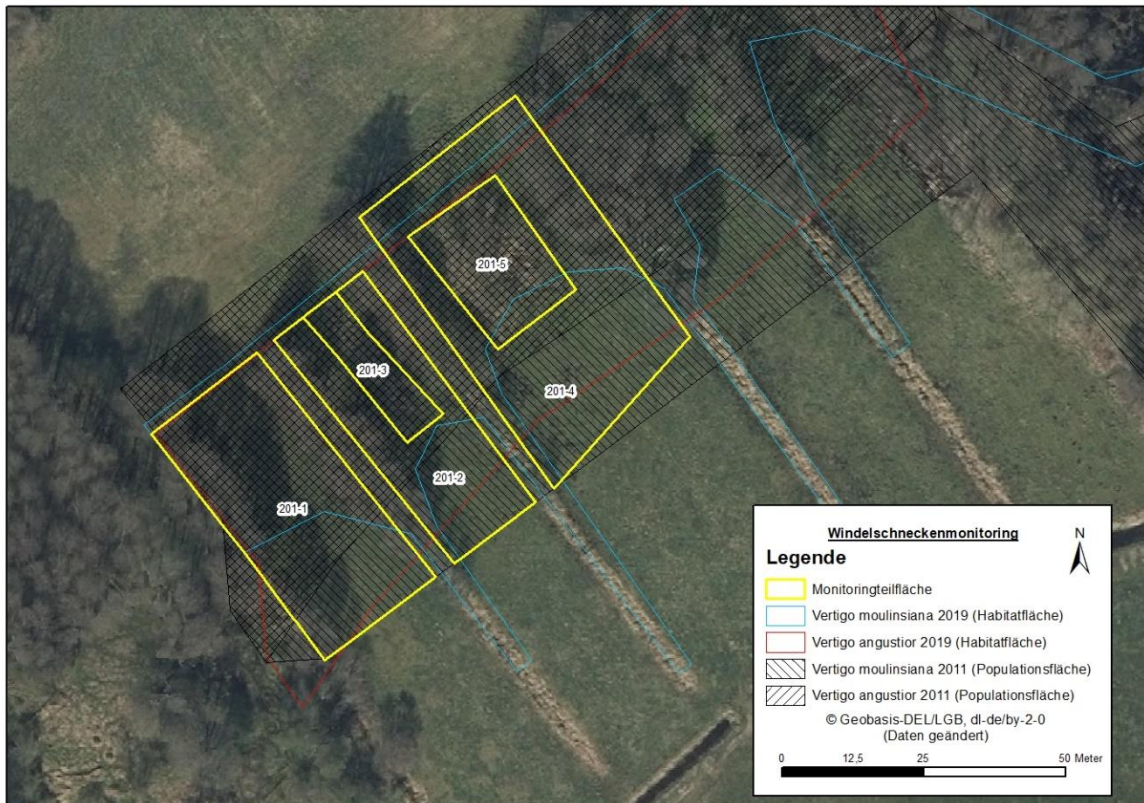 201-5
201-3
201-4
201-2
201-1
Windelschneckenmonitoring
Legende
N
Monitoringteilfläche
Vertigo moulinsiana 2019 (Habitatfläche)
Vertigo angustior 2019 (Habitatfläche)
Vertigo moulinsiana 2011 (Populationsfläche)
Vertigo angustior 2011 (Populationsfläche)
© Geobasis-DEL/LGB, dl-de/by-2-0
(Daten geändert)
0 12,5 25 50 Meter